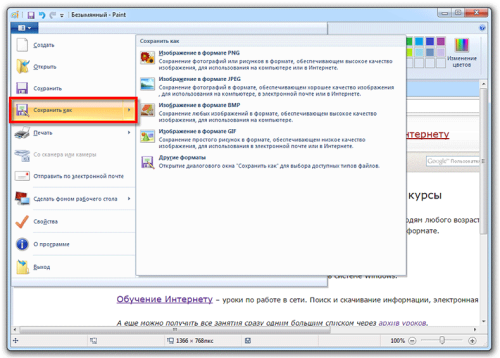 Безымянный - Paint
Создать
Открыть
Сохранить
Сохранить как
Печать
Со сканера или камеры
Отправить по электронной почте
Сделать фоном рабочего стола
Свойства
О программе
Выход
Сохранить как
Изображение в формате PNG
Сохранение фотографий или рисунков в формате, обеспечивающем высокое качество
изображения, для использования на компьютере или в Интернете.
Изображение в формате JPEG
Сохранение фотографий в формате, обеспечивающем хорошее качество изображения
, для использования на компьютере, в электронной почте или в Интернете.
Изображение в формате BMP
Сохранение любых изображений в формате, обеспечивающем высокое качество
изображения, для использования на компьютере.
Изображение в формате GIF
Сохранение простого рисунка в формате, обеспечивающем низкое качество
изображения, для использования в электронной почте или в Интернете.
Другие форматы
Открытие диалогового окна "Сохранить как" для выбора доступных типов файлов.
Изменение
цветов
нтернету
Google™ Пользовате
курсы
юдям любого возраст
формате.
в системе Windows.
Обучение Интернету – уроки по работе в сети. Поиск и скачивание информации, электронная
А еще можно получить все занятия сразу одним большим списком через архив уроков.
1366 × 768пкс
100%